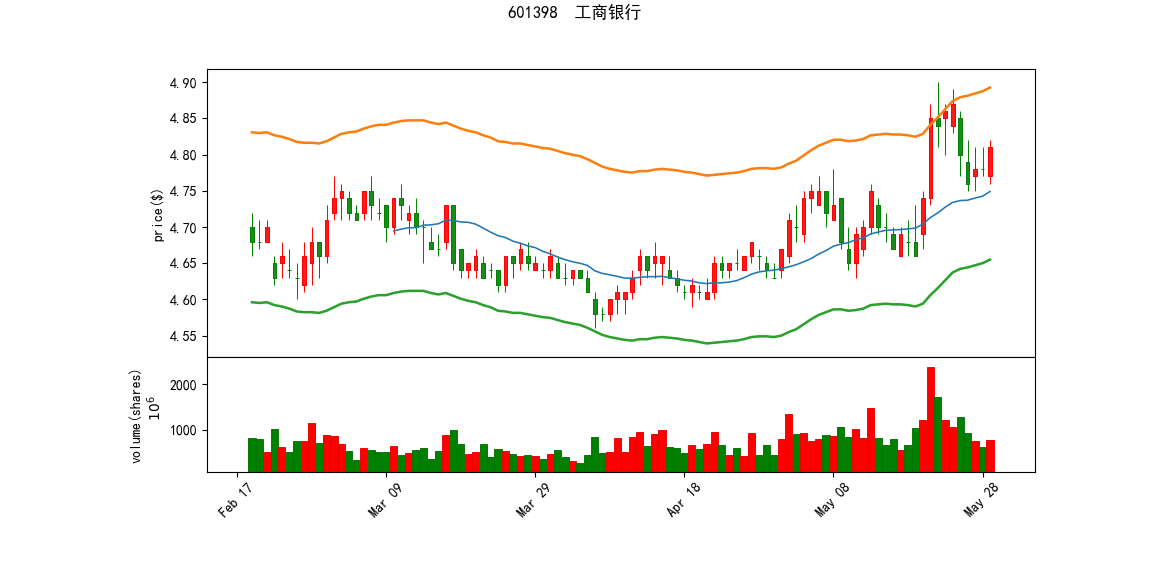 601398 工商银行
4.90
4.85
4.80
4.75
4.70
4.65
4.60
4.55
price($)
2000
1000
volume(shares)
10^6
Feb 17
Mar 09
Mar 29
Apr 18
May 08
May 28